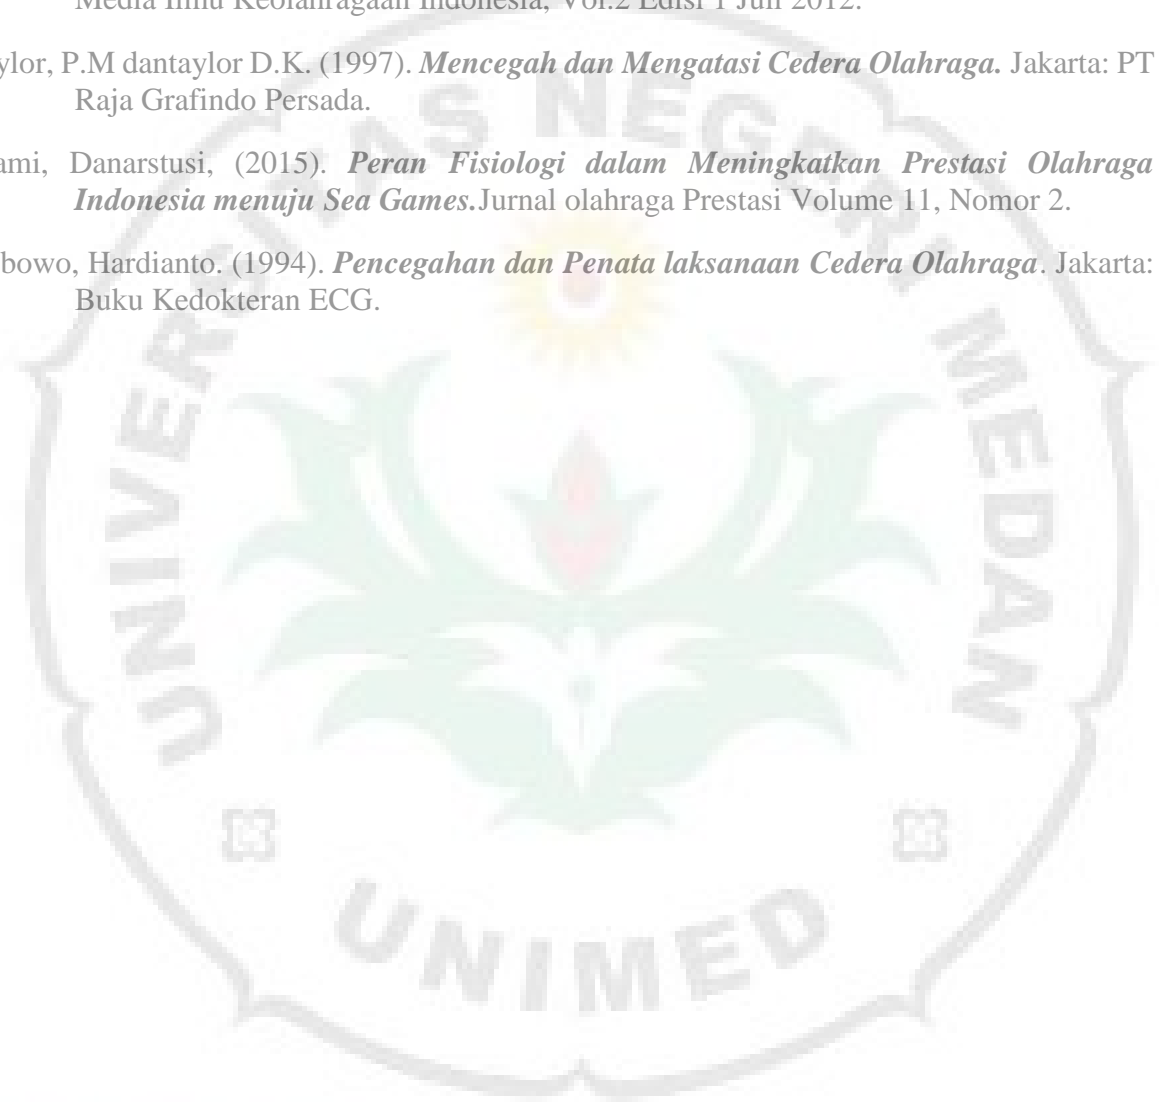 Media Ilmu Keolahragaan Indonesia, Vol.2 Edisi 1 Juli 2012.
ylor, P.M dantaylor D.K. (1997). Mencegah dan Mengatasi Cedera Olahraga. Jakarta: PT
Raja Grafindo Persada.
ami, Danarstusi, (2015). Peran Fisiologi dalam Meningkatkan Prestasi Olahraga
Indonesia menuju Sea Games.Jurnal olahraga Prestasi Volume 11, Nomor 2.
bowo, Hardianto. (1994). Pencegahan dan Penata laksanaan Cedera Olahraga. Jakarta:
Buku Kedokteran ECG.
UNIVERSITAS NEGERI MEDAN
UNIMED